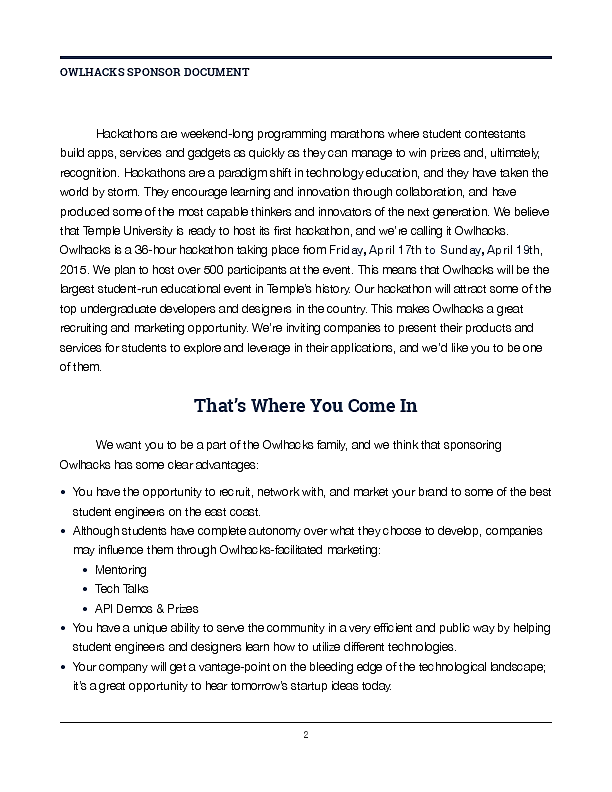 OWLHACKS SPONSOR DOCUMENT
Hackathons are weekend-long programming marathons where student contestants
build apps, services and gadgets as quickly as they can manage to win prizes and, ultimately,
recognition. Hackathons are a paradigm shift in technology education, and they have taken the
world by storm. They encourage learning and innovation through collaboration, and have
produced some of the most capable thinkers and innovators of the next generation. We believe
that Temple University is ready to host its first hackathon, and we're calling it Owlhacks.
Owlhacks is a 36-hour hackathon taking place from Friday, April 17th to Sunday, April 19th,
2015. We plan to host over 500 participants at the event. This means that Owlhacks will be the
largest student-run educational event in Temple's history. Our hackathon will attract some of the
top undergraduate developers and designers in the country. This makes Owlhacks a great
recruiting and marketing opportunity. We're inviting companies to present their products and
services for students to explore and leverage in their applications, and we'd like you to be one
of them.
That's Where You Come In
We want you to be a part of the Owlhacks family, and we think that sponsoring
Owlhacks has some clear advantages:
• You have the opportunity to recruit, network with, and market your brand to some of the best
student engineers on the east coast.
• Although students have complete autonomy over what they choose to develop, companies
may influence them through Owlhacks-facilitated marketing:
• Mentoring
• Tech Talks
• API Demos & Prizes
• You have a unique ability to serve the community in a very efficient and public way by helping
student engineers and designers learn how to utilize different technologies.
• Your company will get a vantage-point on the bleeding edge of the technological landscape;
it's a great opportunity to hear tomorrow's startup ideas today.
2